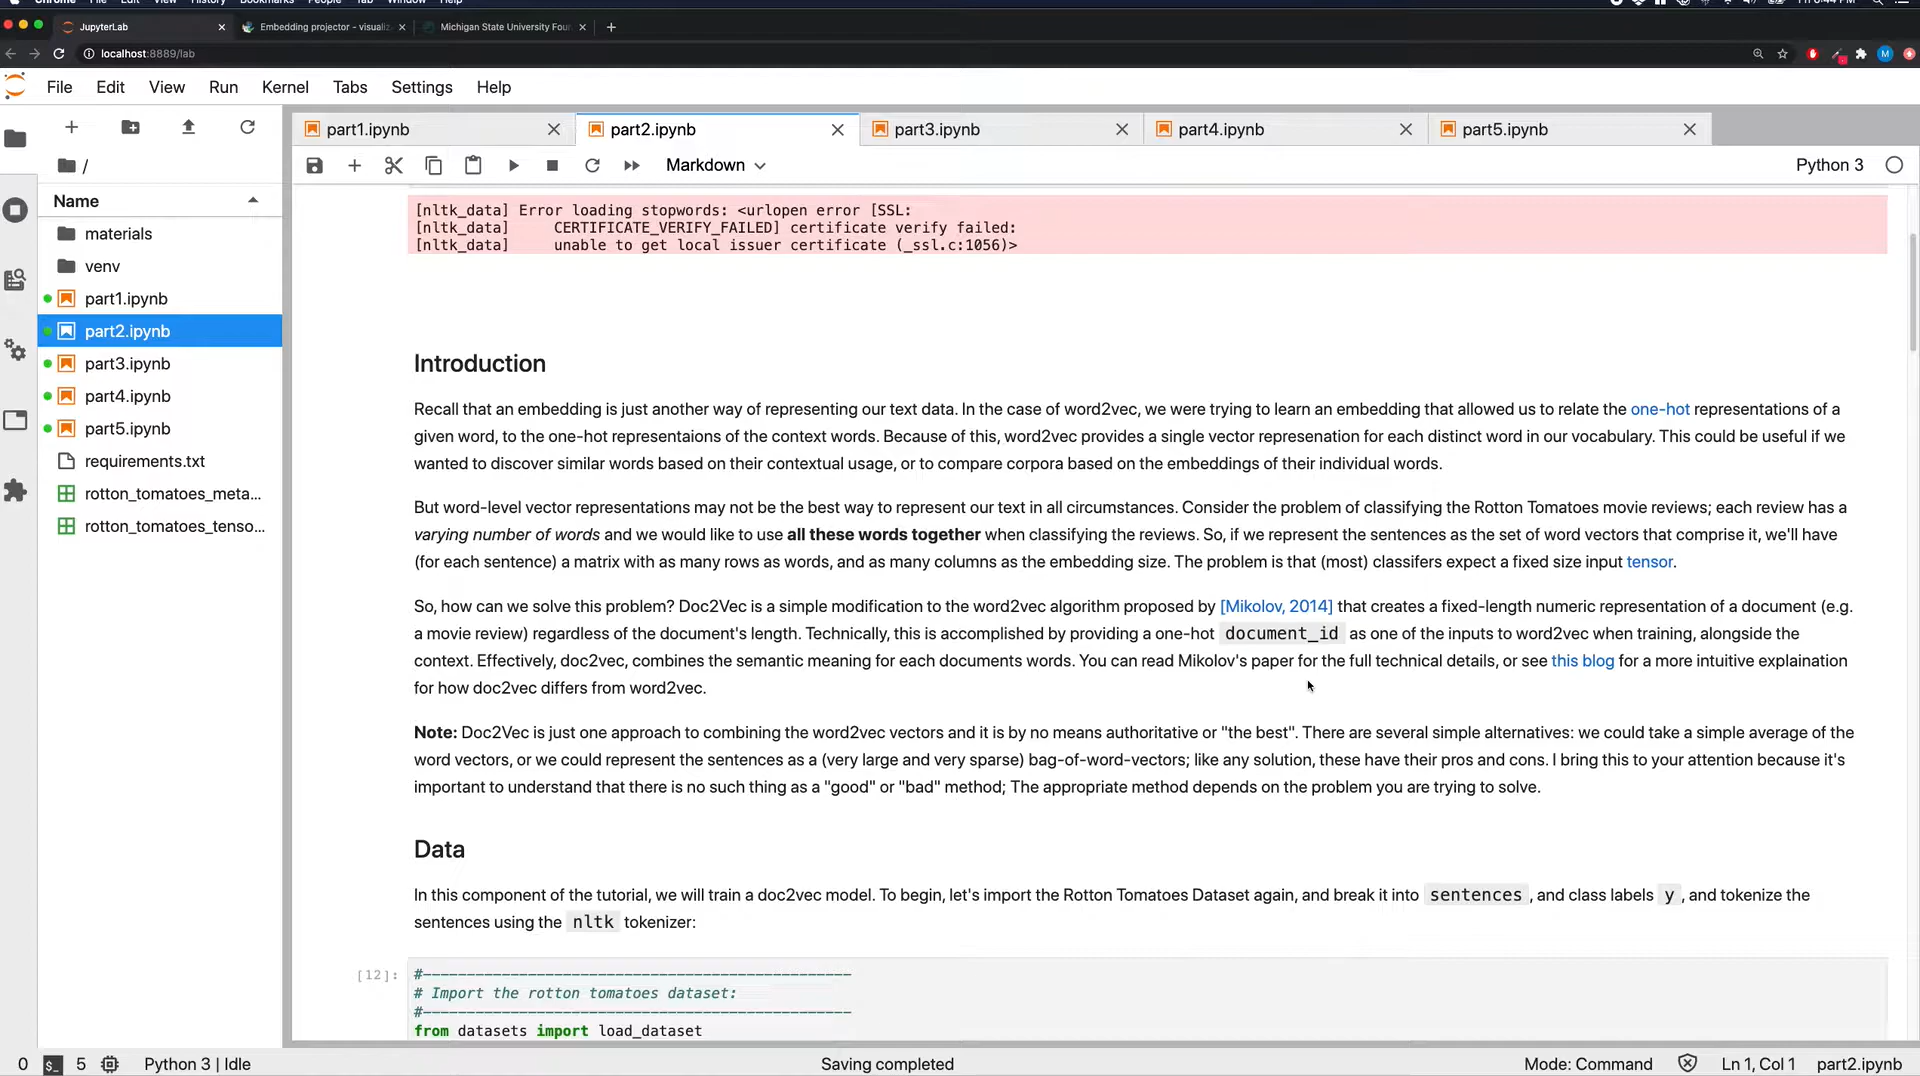 JupyterLab
Embedding projector - visualiz
Michigan State University Foun
localhost:8889/lab
M
File Edit View Run Kernel Tabs Settings Help
part1.ipynb
part2.ipynb
part3.ipynb
part4.ipynb
part5.ipynb
/
Markdown
Python 3
Name
materials
venv
part1.ipynb
part2.ipynb
part3.ipynb
part4.ipynb
part5.ipynb
requirements.txt
rotton_tomatoes_meta...
rotton_tomatoes_tenso...
[nltk_data] Error loading stopwords: <urlopen error [SSL:
[nltk_data] CERTIFICATE_VERIFY_FAILED] certificate verify failed:
[nltk_data] unable to get local issuer certificate (_ssl.c:1056)>
Introduction
Recall that an embedding is just another way of representing our text data. In the case of word2vec, we were trying to learn an embedding that allowed us to relate the one-hot representations of a
given word, to the one-hot representaions of the context words. Because of this, word2vec provides a single vector represenation for each distinct word in our vocabulary. This could be useful if we
wanted to discover similar words based on their contextual usage, or to compare corpora based on the embeddings of their individual words.
But word-level vector representations may not be the best way to represent our text in all circumstances. Consider the problem of classifying the Rotton Tomatoes movie reviews; each review has a
varying number of words and we would like to use all these words together when classifying the reviews. So, if we represent the sentences as the set of word vectors that comprise it, we'll have
(for each sentence) a matrix with as many rows as words, and as many columns as the embedding size. The problem is that (most) classifers expect a fixed size input tensor.
So, how can we solve this problem? Doc2Vec is a simple modification to the word2vec algorithm proposed by [Mikolov, 2014] that creates a fixed-length numeric representation of a document (e.g.
a movie review) regardless of the document's length. Technically, this is accomplished by providing a one-hot document_id as one of the inputs to word2vec when training, alongside the
context. Effectively, doc2vec, combines the semantic meaning for each documents words. You can read Mikolov's paper for the full technical details, or see this blog for a more intuitive explaination
for how doc2vec differs from word2vec.
Note: Doc2Vec is just one approach to combining the word2vec vectors and it is by no means authoritative or "the best". There are several simple alternatives: we could take a simple average of the
word vectors, or we could represent the sentences as a (very large and very sparse) bag-of-word-vectors; like any solution, these have their pros and cons. I bring this to your attention because it's
important to understand that there is no such thing as a "good" or "bad" method; The appropriate method depends on the problem you are trying to solve.
Data
In this component of the tutorial, we will train a doc2vec model. To begin, let's import the Rotton Tomatoes Dataset again, and break it into sentences , and class labels y , and tokenize the
sentences using the nltk tokenizer:
[12]: #-------------------------------------------------
# Import the rotton tomatoes dataset:
#-------------------------------------------------
from datasets import load_dataset
0 5 Python 3 | Idle
Saving completed
Mode: Command
Ln 1, Col 1
part2.ipynb